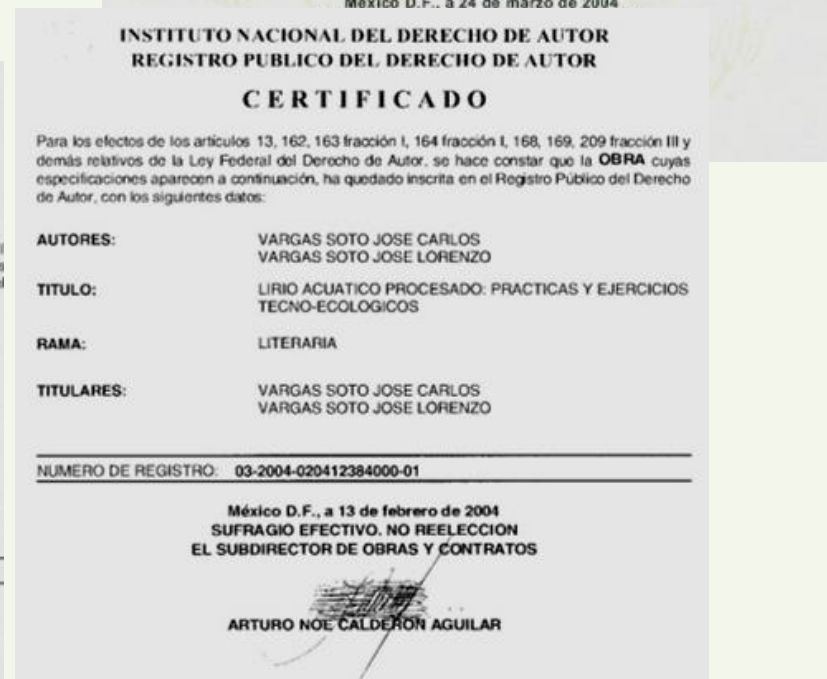 México D.F., a 24 de marzo de 2004
INSTITUTO NACIONAL DEL DERECHO DE AUTOR
REGISTRO PUBLICO DEL DERECHO DE AUTOR
CERTIFICADO
Para los efectos de los artículos 13, 162, 163 fracción I, 164 fracción I, 168, 169, 209 fracción III y
demás relativos de la Ley Federal del Derecho de Autor, se hace constar que la OBRA cuyas
especificaciones aparecen a continuación, ha quedado inscrita en el Registro Público del Derecho
de Autor, con los siguientes datos:
AUTORES: VARGAS SOTO JOSE CARLOS
VARGAS SOTO JOSE LORENZO
TITULO: LIRIO ACUATICO PROCESADO: PRACTICAS Y EJERCICIOS
TECNO-ECOLOGICOS
RAMA: LITERARIA
TITULARES: VARGAS SOTO JOSE CARLOS
VARGAS SOTO JOSE LORENZO
NUMERO DE REGISTRO: 03-2004-020412384000-01
México D.F., a 13 de febrero de 2004
SUFRAGIO EFECTIVO. NO REELECCION
EL SUBDIRECTOR DE OBRAS Y CONTRATOS
ARTURO NOE CALDERON AGUILAR